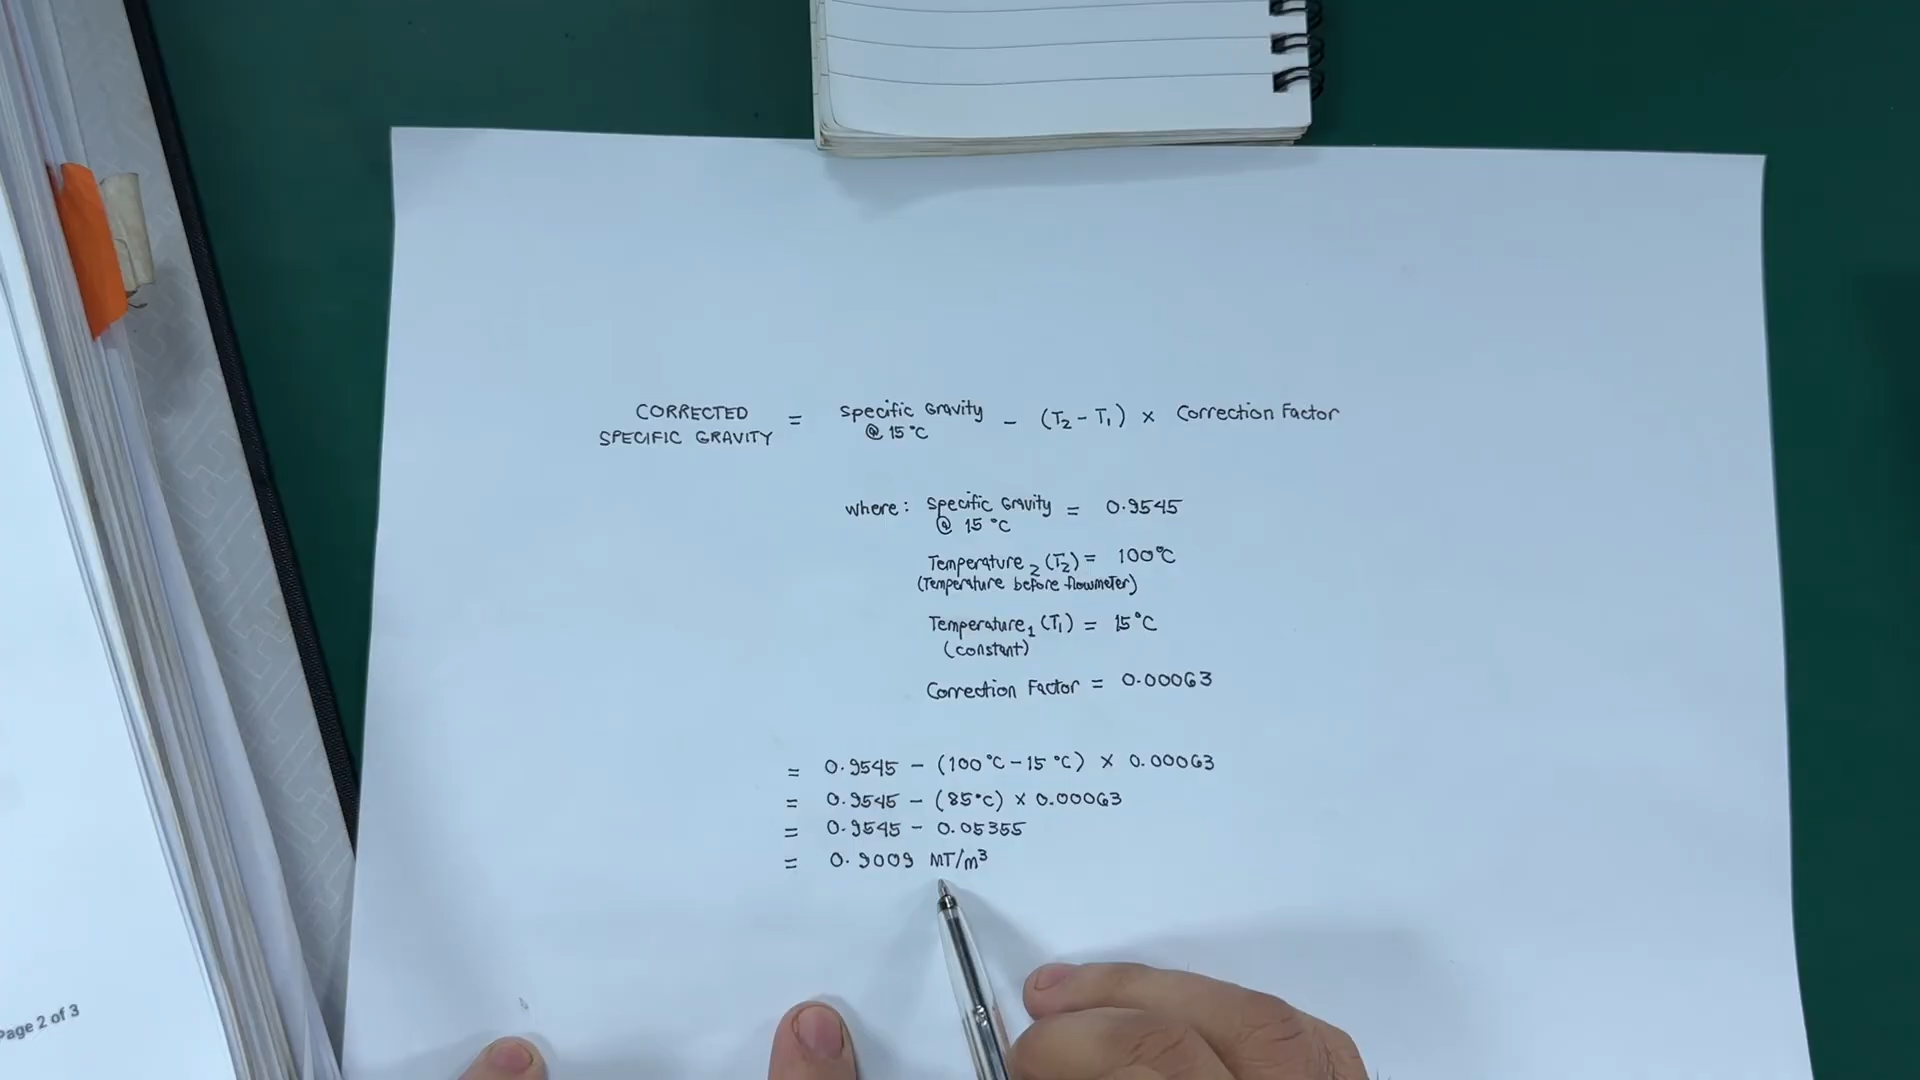 CORRECTED SPECIFIC GRAVITY = Specific Gravity @ 15°C - (T₂ - T₁) × Correction Factor
where: Specific Gravity @ 15°C = 0.9545
Temperature₂ (T₂) = 100°C
(Temperature before flowmeter)
Temperature₁ (T₁) = 15°C
(constant)
Correction Factor = 0.00063
= 0.9545 - (100°C - 15°C) × 0.00063
= 0.9545 - (85°C) × 0.00063
= 0.9545 - 0.05355
= 0.9009 MT/m³
Page 2 of 3